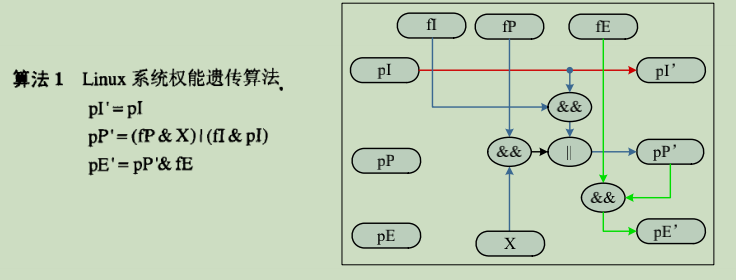 算法 1 Linux 系统权能遗传算法.
pI'=pI
pP'=(fP&X)|(fI&pI)
pE'=pP'&fE
fI fP fE
pI pI’
&&
pP && || pP’
&&
pE X pE’